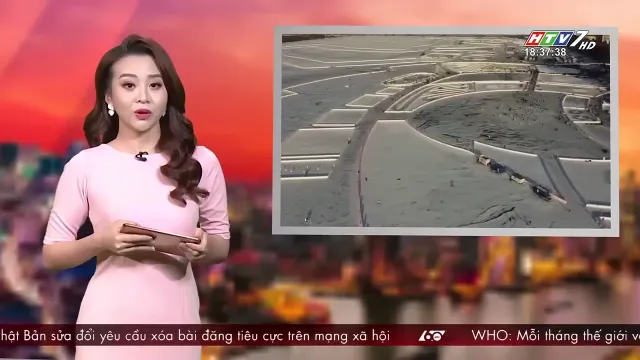 HTV7 HD
18:37:38
hật Bản sửa đổi yêu cầu xóa bài đăng tiêu cực trên mạng xã hội
WHO: Mỗi tháng thế giới v